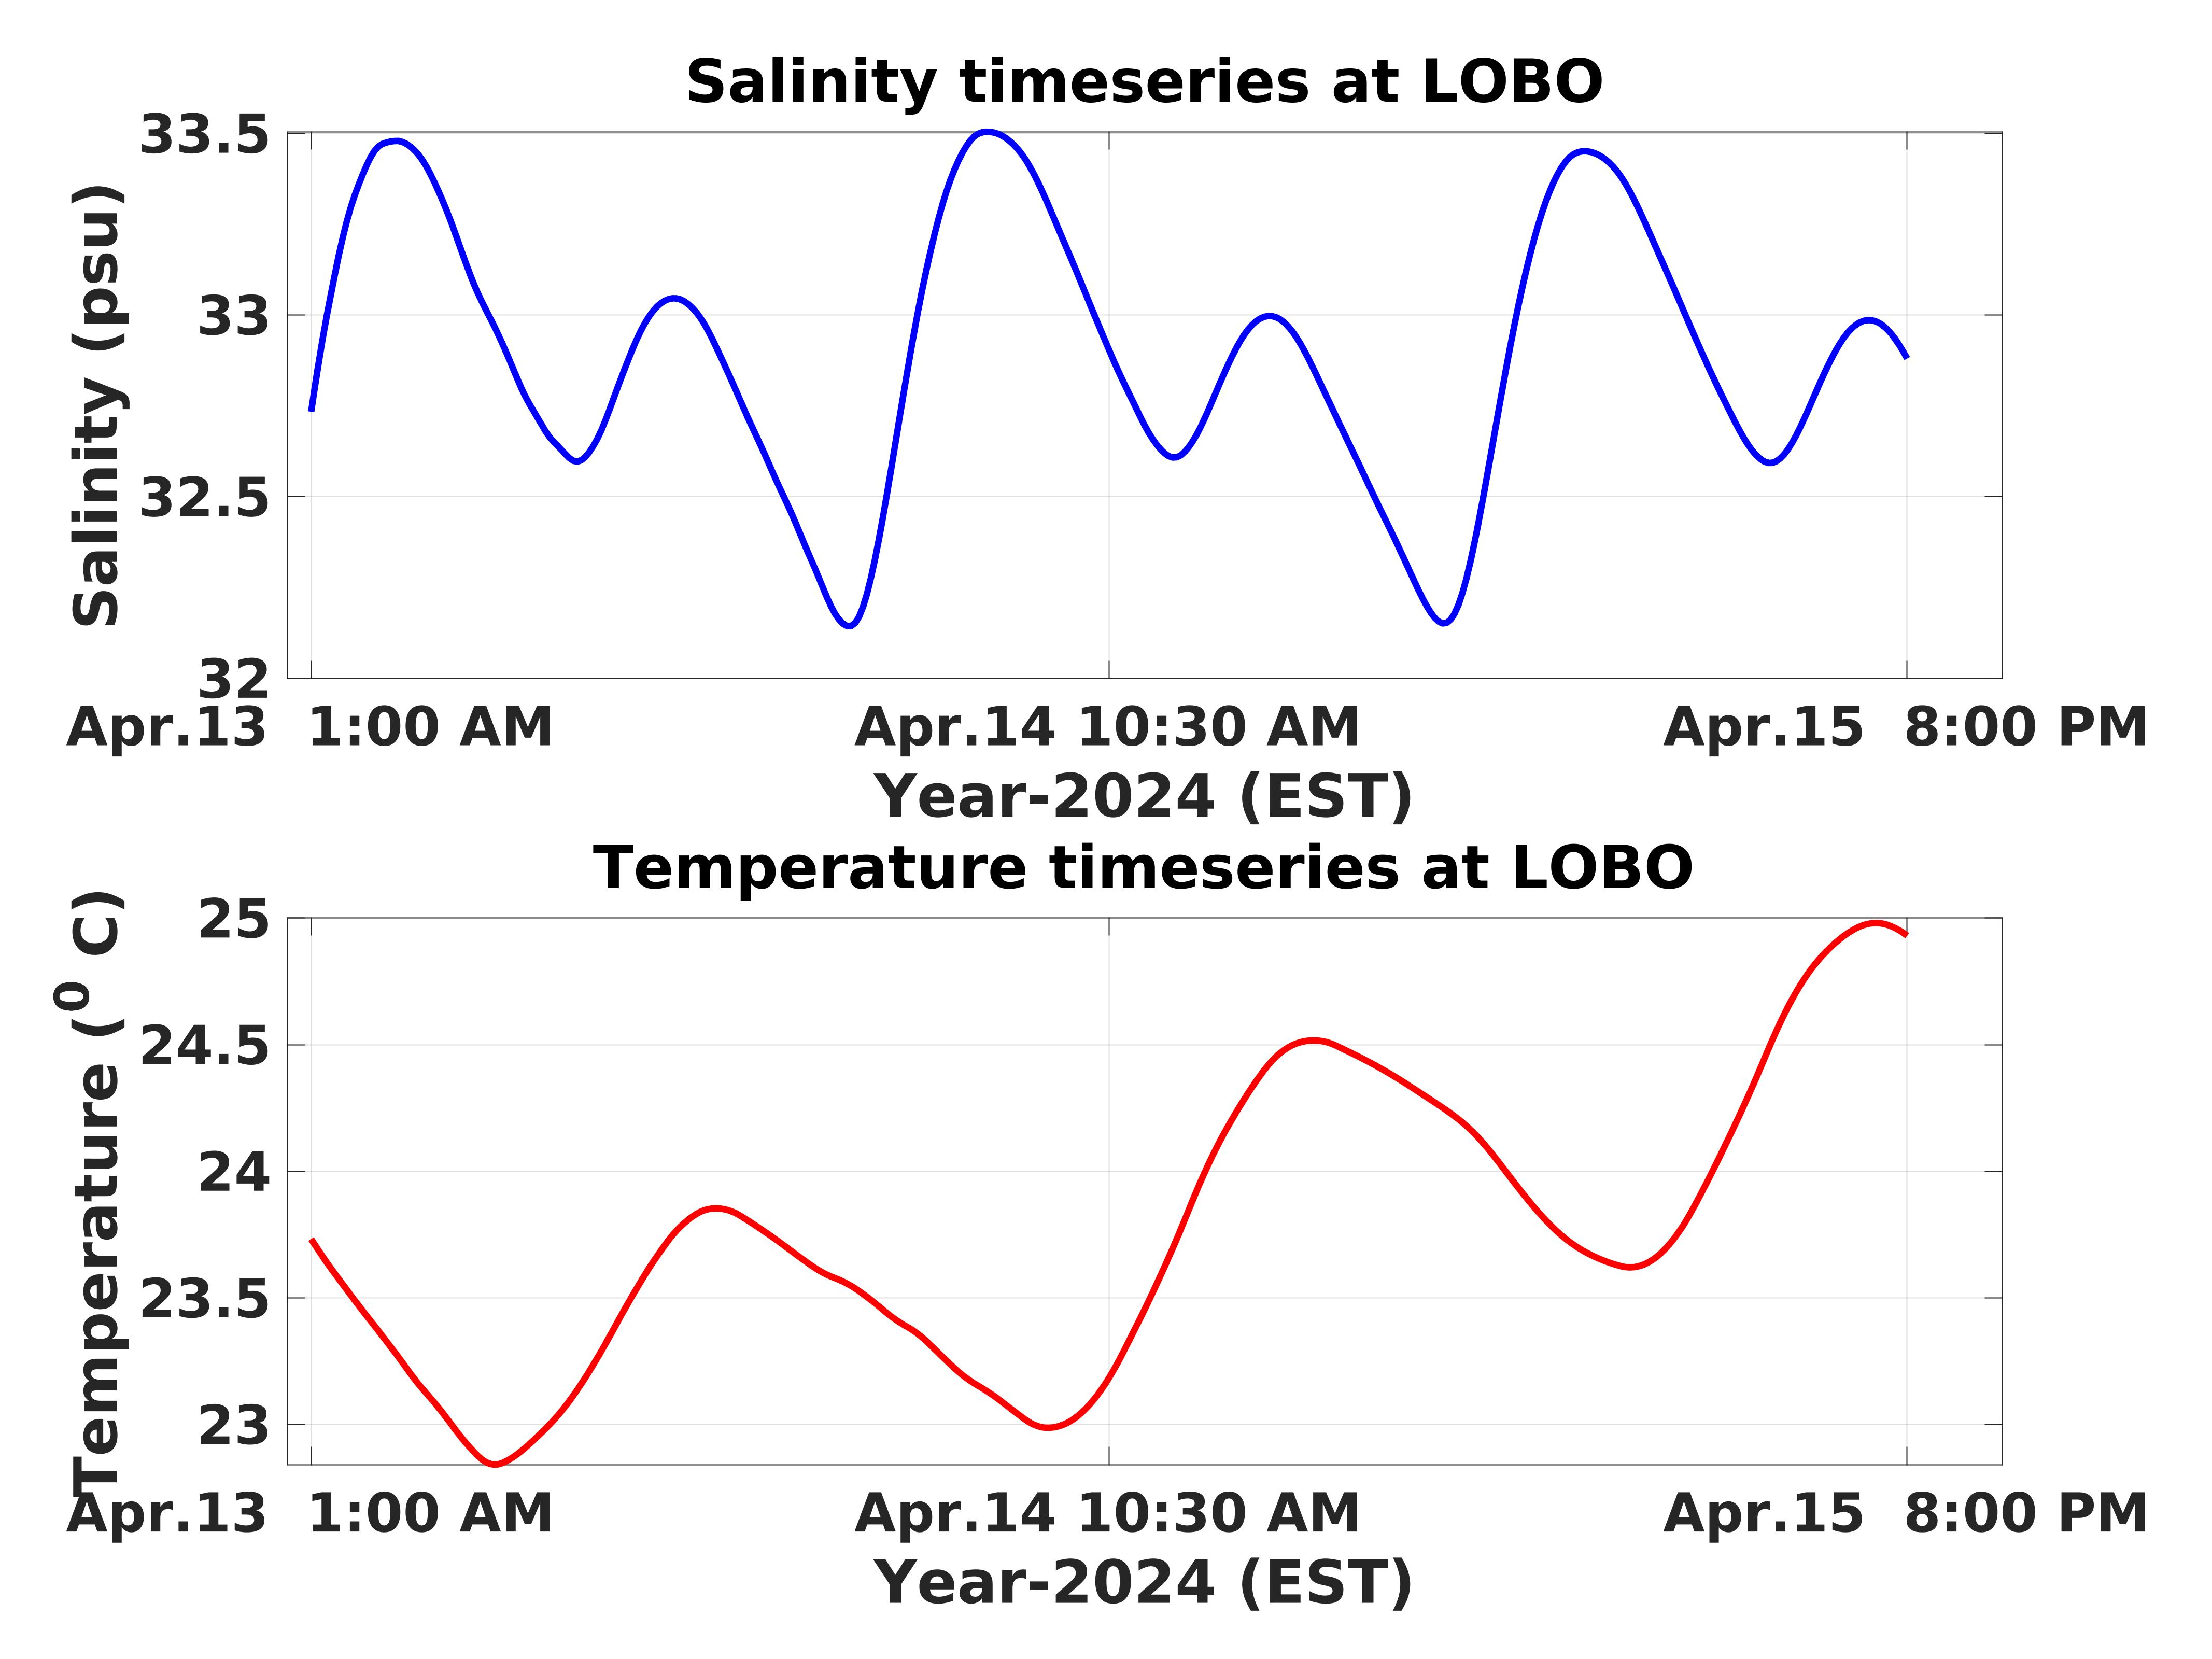 Salinity timeseries at LOBO
Salinity (psu)
33.5
33
32.5
32
Apr.13  1:00 AM
Apr.14 10:30 AM
Apr.15  8:00 PM
Year-2024 (EST)
Temperature timeseries at LOBO
Temperature (⁰ C)
25
24.5
24
23.5
23
Apr.13  1:00 AM
Apr.14 10:30 AM
Apr.15  8:00 PM
Year-2024 (EST)